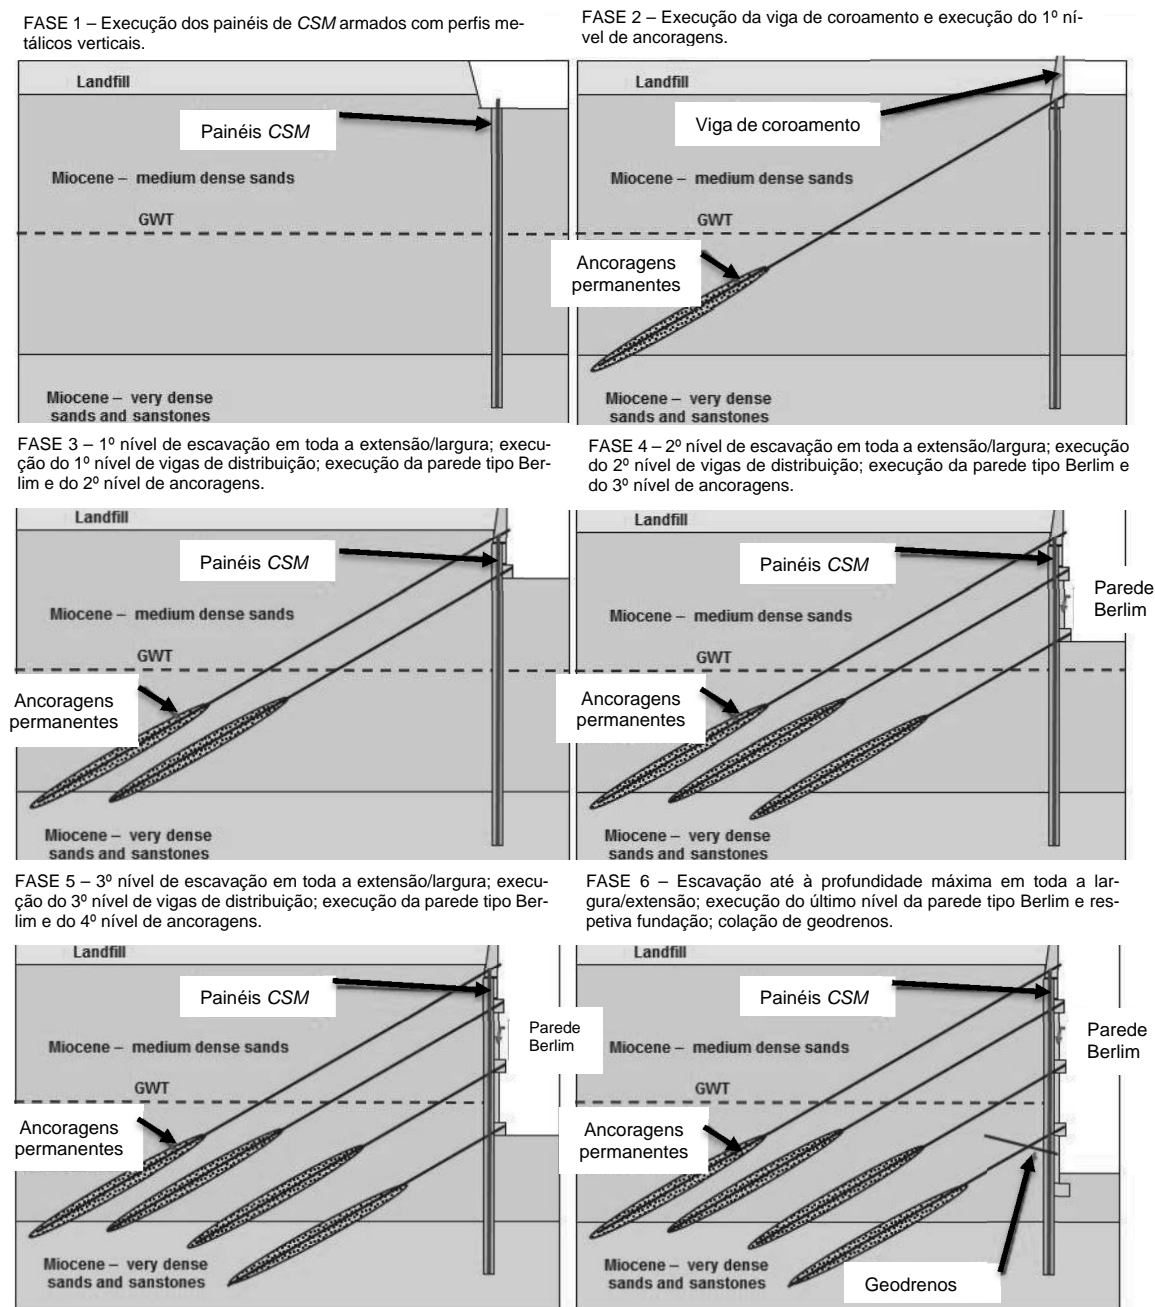 FASE 1 – Execução dos painéis de CSM armados com perfis me-
tálicos verticais.
FASE 2 – Execução da viga de coroamento e execução do 1º ní-
vel de ancoragens.
Landfill
Painéis CSM
Miocene – medium dense sands
GWT
Miocene – very dense
sands and sanstones
Landfill
Viga de coroamento
Miocene – medium dense sands
GWT
Ancoragens
permanentes
Miocene – very dense
sands and sanstones
FASE 3 – 1º nível de escavação em toda a extensão/largura; execu-
ção do 1º nível de vigas de distribuição; execução da parede tipo Ber-
lim e do 2º nível de ancoragens.
FASE 4 – 2º nível de escavação em toda a extensão/largura; execução
do 2º nível de vigas de distribuição; execução da parede tipo Berlim e
do 3º nível de ancoragens.
Landfill
Painéis CSM
Miocene – medium dense sands
GWT
Ancoragens
permanentes
Miocene – very dense
sands and sanstones
Landfill
Painéis CSM
Parede
Berlim
Miocene – medium dense sands
GWT
Ancoragens
permanentes
Miocene – very dense
sands and sanstones
FASE 5 – 3º nível de escavação em toda a extensão/largura; execu-
ção do 3º nível de vigas de distribuição; execução da parede tipo Ber-
lim e do 4º nível de ancoragens.
FASE 6 – Escavação até à profundidade máxima em toda a lar-
gura/extensão; execução do último nível da parede tipo Berlim e res-
petiva fundação; colação de geodrenos.
Landfill
Painéis CSM
Parede
Berlim
Miocene – medium dense sands
GWT
Ancoragens
permanentes
Miocene – very dense
sands and sanstones
Landfill
Painéis CSM
Parede
Berlim
Miocene – medium dense sands
GWT
Ancoragens
permanentes
Miocene – very dense
sands and sanstones
Geodrenos